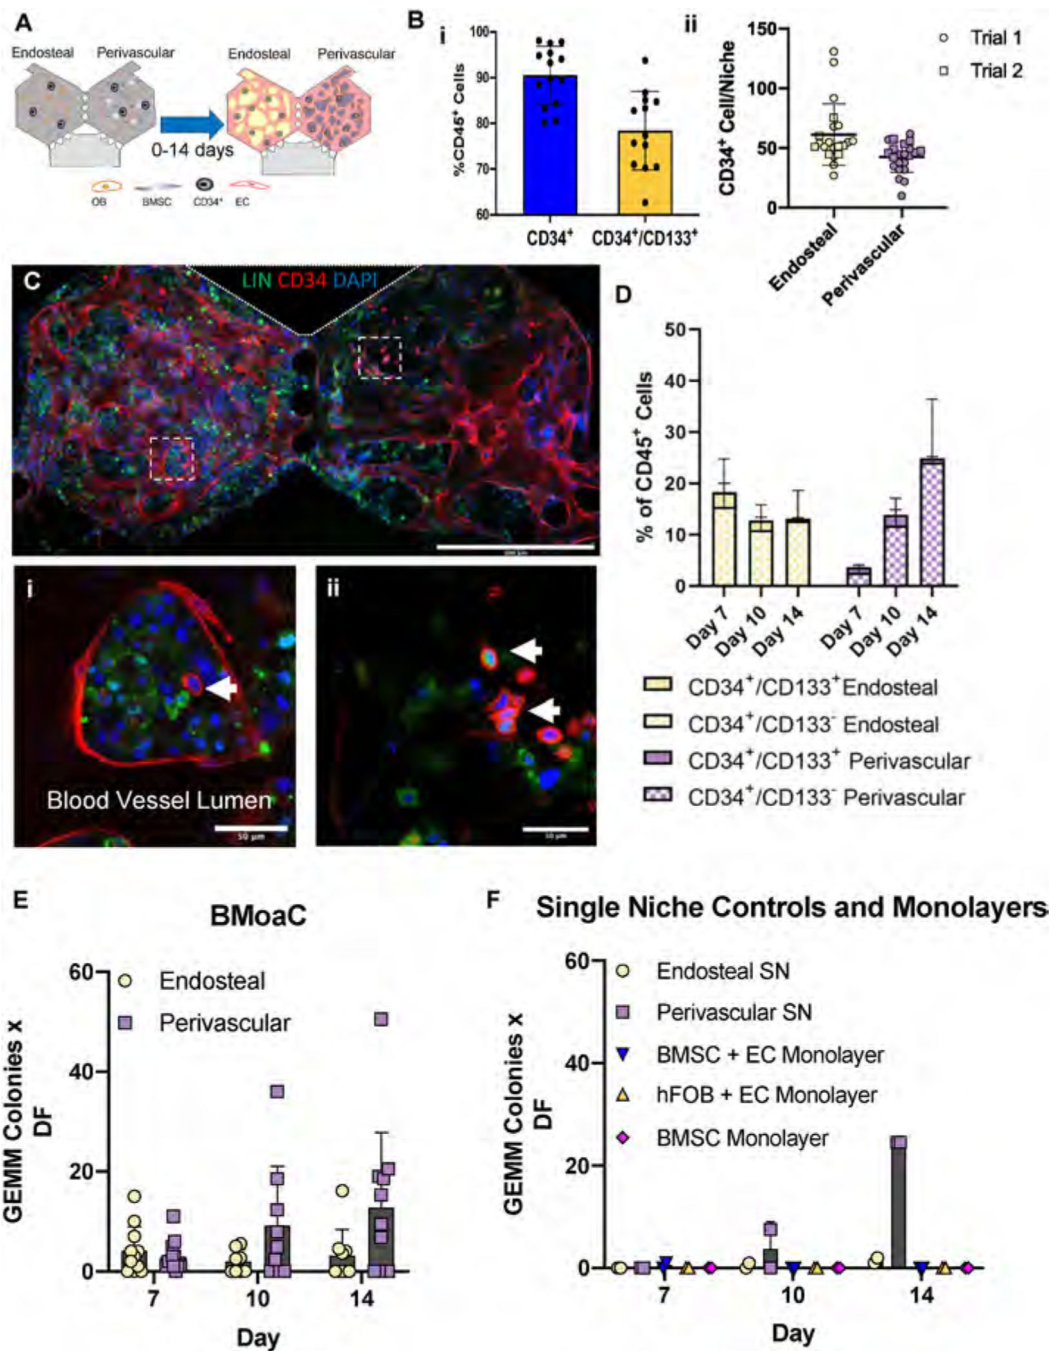 A
Endosteal Perivascular
Endosteal Perivascular
0-14 days
OB BMSC CD34⁺ EC
B
i
%CD45⁺ Cells
100
90
80
70
60
CD34⁺ CD34⁺/CD133⁺
ii
CD34⁺ Cell/Niche
150
100
50
0
Endosteal
Perivascular
Trial 1
Trial 2
C
LIN CD34 DAPI
i
Blood Vessel Lumen
50 µm
ii
50 µm
D
% of CD45⁺ Cells
50
40
30
20
10
0
Day 7
Day 10
Day 14
Day 7
Day 10
Day 14
CD34⁺/CD133⁺Endosteal
CD34⁺/CD133⁻ Endosteal
CD34⁺/CD133⁺ Perivascular
CD34⁺/CD133⁻ Perivascular
E
BMoaC
GEMM Colonies x
DF
60
40
20
0
Endosteal
Perivascular
7 10 14
Day
F
Single Niche Controls and Monolayers
GEMM Colonies x
DF
60
40
20
0
Endosteal SN
Perivascular SN
BMSC + EC Monolayer
hFOB + EC Monolayer
BMSC Monolayer
7 10 14
Day